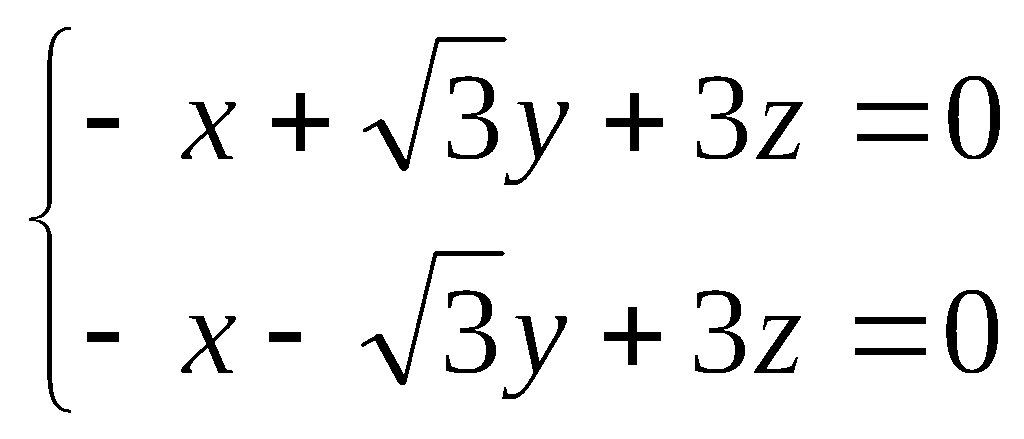 - x + √3y + 3z = 0
- x - √3y + 3z = 0